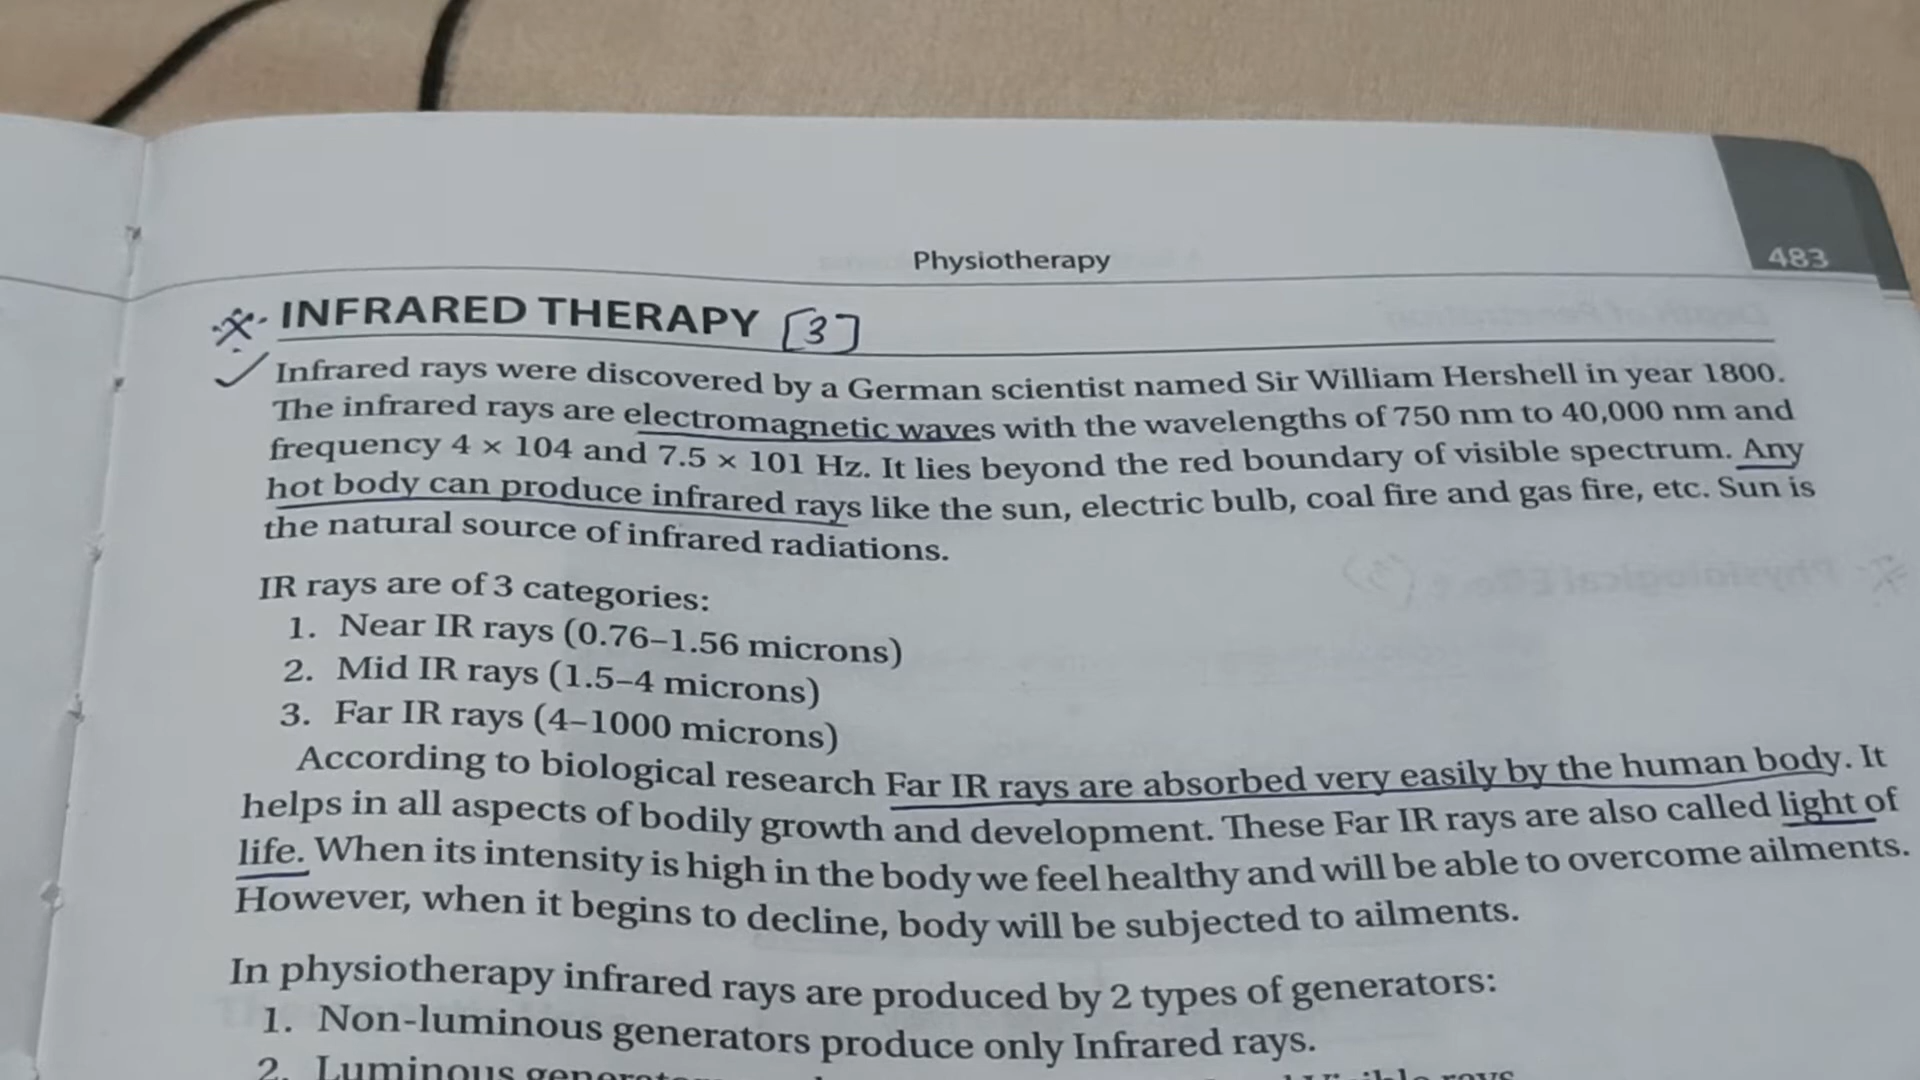 Physiotherapy
483
INFRARED THERAPY [3]
Infrared rays were discovered by a German scientist named Sir William Hershell in year 1800.
The infrared rays are electromagnetic waves with the wavelengths of 750 nm to 40,000 nm and
frequency 4 × 104 and 7.5 × 101 Hz. It lies beyond the red boundary of visible spectrum. Any
hot body can produce infrared rays like the sun, electric bulb, coal fire and gas fire, etc. Sun is
the natural source of infrared radiations.
IR rays are of 3 categories:
1. Near IR rays (0.76–1.56 microns)
2. Mid IR rays (1.5–4 microns)
3. Far IR rays (4–1000 microns)
According to biological research Far IR rays are absorbed very easily by the human body. It
helps in all aspects of bodily growth and development. These Far IR rays are also called light of
life. When its intensity is high in the body we feel healthy and will be able to overcome ailments.
However, when it begins to decline, body will be subjected to ailments.
In physiotherapy infrared rays are produced by 2 types of generators:
1. Non-luminous generators produce only Infrared rays.
2. Luminous